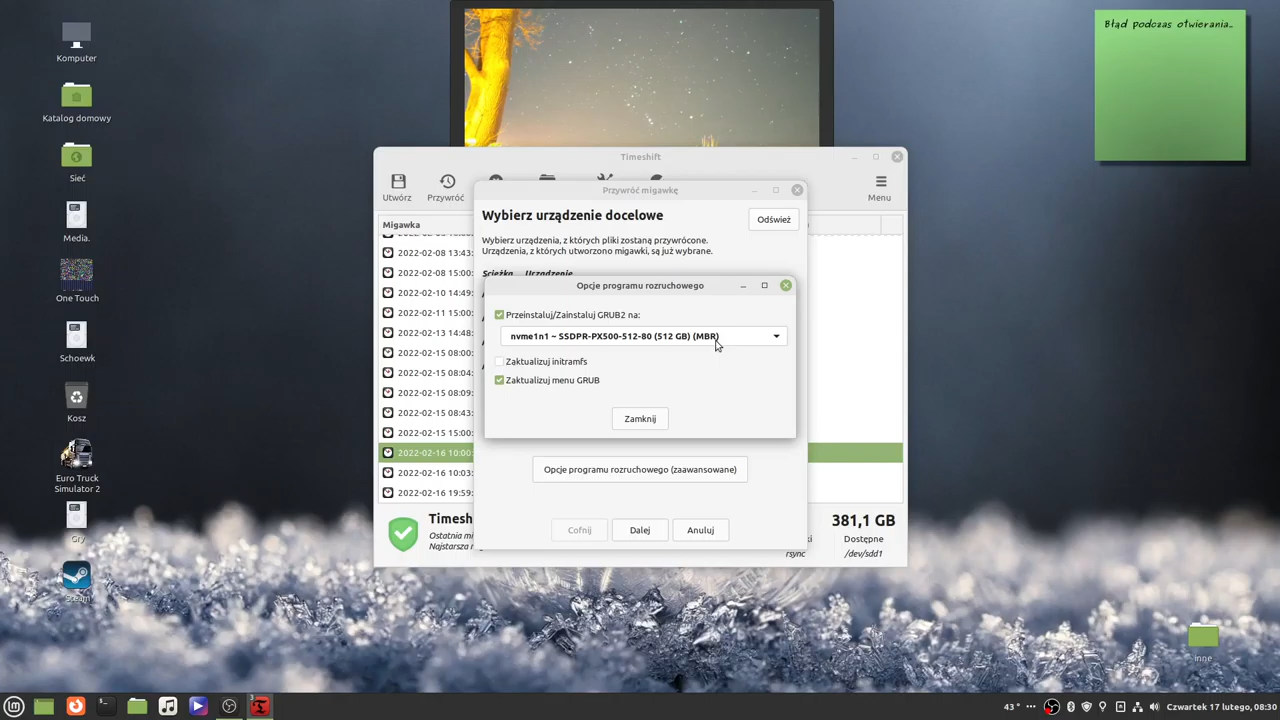 Komputer
Katalog domowy
Sieć
Media.
One Touch
Schoewk
Kosz
Euro Truck
Simulator 2
Gry
Steam
Błąd podczas otwierania..
Timeshift
Utwórz
Przywróć
Menu
Migawka
2022-02-08 13:43:
2022-02-08 15:00:
2022-02-10 14:49:
2022-02-11 15:00:
2022-02-13 14:00:
2022-02-14 15:00:
2022-02-15 08:00:
2022-02-15 08:09:
2022-02-15 08:43:
2022-02-15 15:00:
2022-02-16 10:00:
2022-02-16 10:03:
2022-02-16 19:59:
Timesh
Ostatnia mi
Najstarsza m
381,1 GB
Dostępne
/dev/sdd1
ki
rsync
Przywróć migawkę
Wybierz urządzenie docelowe
Odśwież
Wybierz urządzenia, z których pliki zostaną przywrócone.
Urządzenia, z których utworzono migawki, są już wybrane.
Ścieżka Urządzenie
Opcje programu rozruchowego
Przeinstaluj/Zainstaluj GRUB2 na:
nvme1n1 ~ SSDPR-PX500-512-80 (512 GB) (MBR)
Zaktualizuj initramfs
Zaktualizuj menu GRUB
Zamknij
Opcje programu rozruchowego (zaawansowane)
Cofnij
Dalej
Anuluj
inne
3
43 °
Czwartek 17 lutego, 08:30